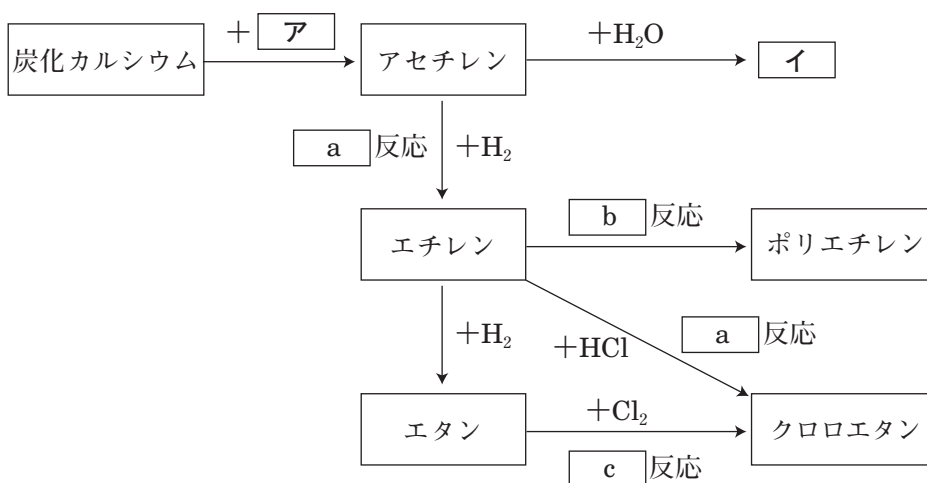 + ア
炭化カルシウム
アセチレン
+H₂O
イ
a 反応
+H₂
エチレン
b 反応
ポリエチレン
+H₂
+HCl
a 反応
エタン
+Cl₂
c 反応
クロロエタン